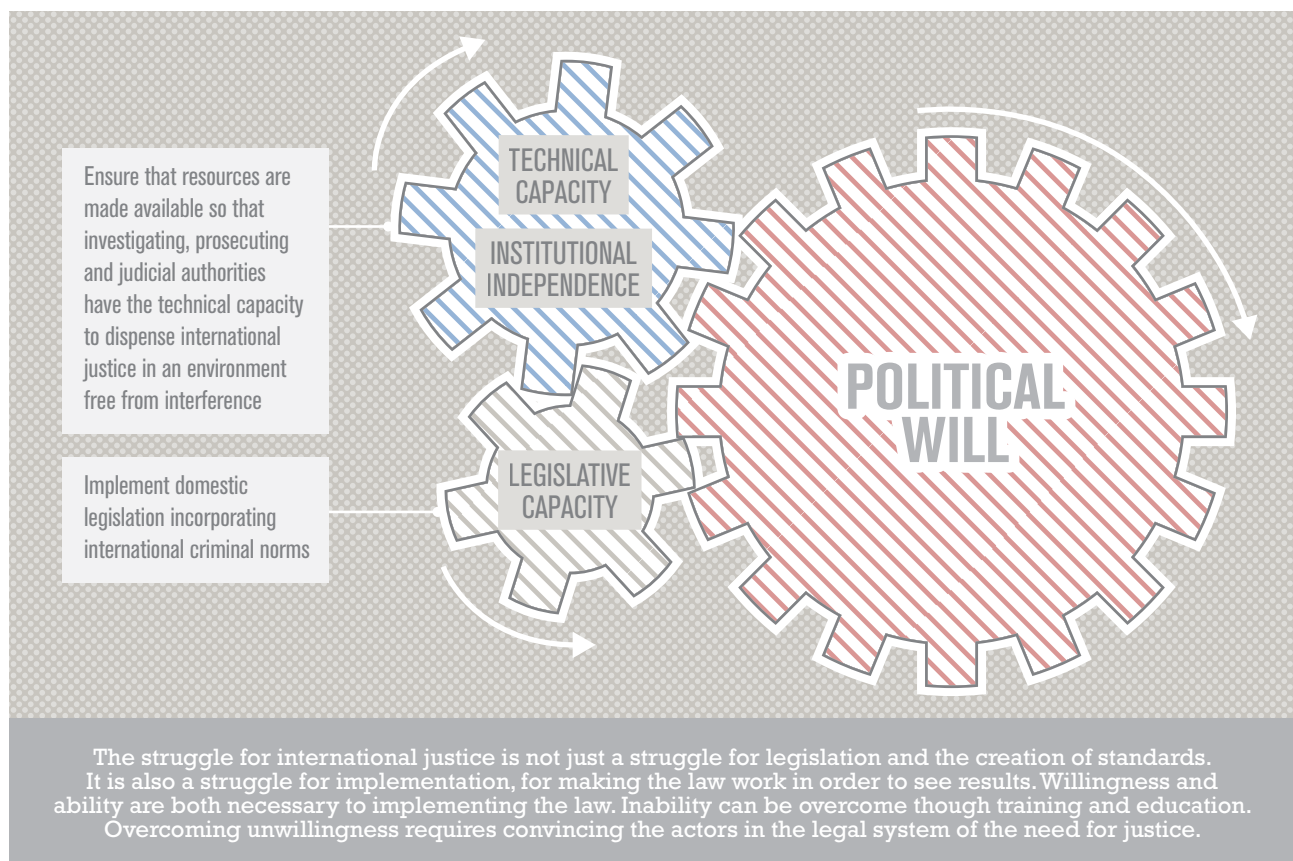 Ensure that resources are
made available so that
investigating, prosecuting
and judicial authorities
have the technical capacity
to dispense international
justice in an environment
free from interference
Implement domestic
legislation incorporating
international criminal norms
TECHNICAL
CAPACITY
INSTITUTIONAL
INDEPENDENCE
LEGISLATIVE
CAPACITY
POLITICAL
WILL
The struggle for international justice is not just a struggle for legislation and the creation of standards.
It is also a struggle for implementation, for making the law work in order to see results. Willingness and
ability are both necessary to implementing the law. Inability can be overcome though training and education.
Overcoming unwillingness requires convincing the actors in the legal system of the need for justice.